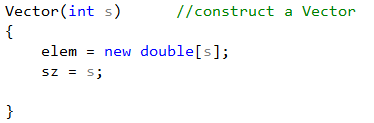 Vector(int s)      //construct a Vector
{
    elem = new double[s];
    sz = s;
}